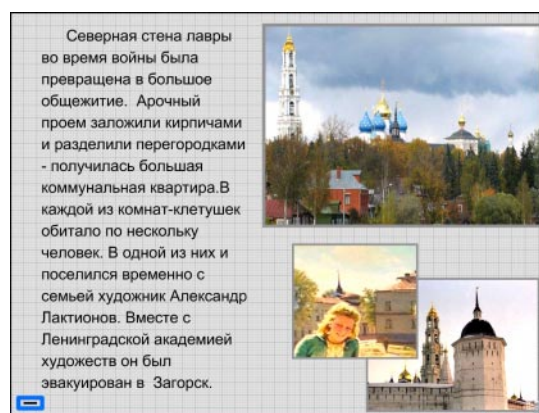 Северная стена лавры
во время войны была
превращена в большое
общежитие. Арочный
проем заложили кирпичами
и разделили перегородками
- получилась большая
коммунальная квартира.В
каждой из комнат-клетушек
обитало по нескольку
человек. В одной из них и
поселился временно с
семьей художник Александр
Лактионов. Вместе с
Ленинградской академией
художеств он был
эвакуирован в Загорск.